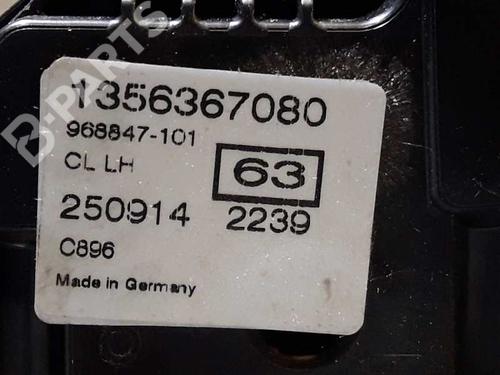 B-PARTS
1356367080
968847-101
CL LH
63
250914 2239
C896
Made in Germany